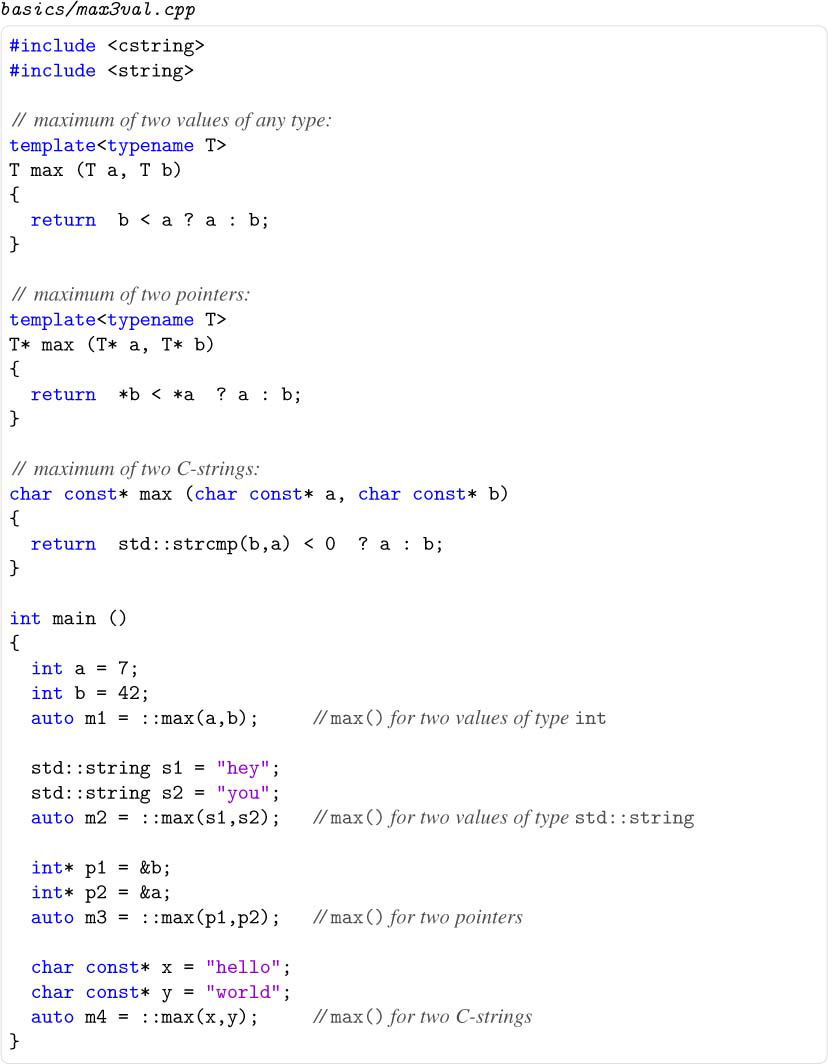 basics/max3val.cpp
#include <cstring>
#include <string>
// maximum of two values of any type:
template<typename T>
T max (T a, T b)
{
  return  b < a ? a : b;
}
// maximum of two pointers:
template<typename T>
T* max (T* a, T* b)
{
  return  *b < *a  ? a : b;
}
// maximum of two C-strings:
char const* max (char const* a, char const* b)
{
  return  std::strcmp(b,a) < 0  ? a : b;
}
int main ()
{
  int a = 7;
  int b = 42;
  auto m1 = ::max(a,b);     // max() for two values of type int
  std::string s1 = "hey";
  std::string s2 = "you";
  auto m2 = ::max(s1,s2);   // max() for two values of type std::string
  int* p1 = &b;
  int* p2 = &a;
  auto m3 = ::max(p1,p2);   // max() for two pointers
  char const* x = "hello";
  char const* y = "world";
  auto m4 = ::max(x,y);     // max() for two C-strings
}